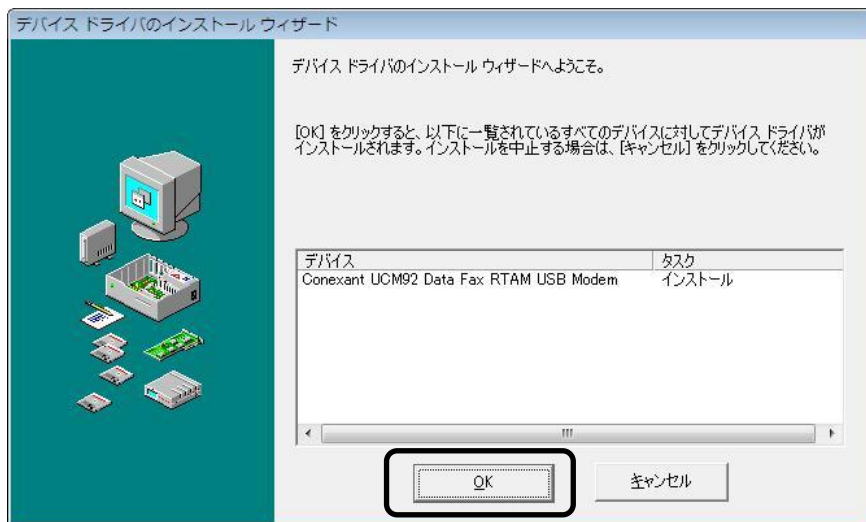 デバイス ドライバのインストール ウィザード
デバイス ドライバのインストール ウィザードへようこそ。
[OK] をクリックすると、以下に一覧されているすべてのデバイスに対してデバイス ドライバが
インストールされます。インストールを中止する場合は、[キャンセル] をクリックしてください。
デバイス タスク
Conexant UCM92 Data Fax RTAM USB Modem インストール
OK キャンセル